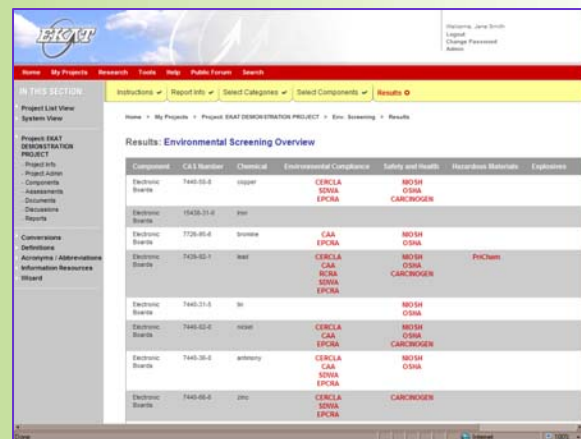 EKAT
Welcome, Jane Smith
Logout
Change Password
Admin
Home My Projects Research Tools Help Public Forum Search
IN THIS SECTION:
Instructions Report Info Select Categories Select Components Results
Project List View
System View
Project: EKAT
DEMONSTRATION
PROJECT
- Project Info
- Project Admin
- Components
- Assessments
- Documents
- Discussions
- Reports
Conversions
Definitions
Acronyms / Abbreviations
Information Resources
Wizard
Home > My Projects > Project: EKAT DEMONSTRATION PROJECT > Env. Screening > Results
Results: Environmental Screening Overview
Component CAS Number Chemical Environmental Compliance Safety and Health Hazardous Materials Explosives
Electronic Boards 7440-50-8 copper CERCLA SDWA EPCRA NIOSH OSHA CARCINOGEN
Electronic Boards 15438-31-0 iron
Electronic Boards 7726-95-6 bromine CAA EPCRA NIOSH OSHA
Electronic Boards 7439-92-1 lead CERCLA CAA RCRA SDWA EPCRA NIOSH OSHA CARCINOGEN PriChem
Electronic Boards 7440-31-5 tin NIOSH OSHA
Electronic Boards 7440-02-0 nickel CERCLA CAA EPCRA NIOSH OSHA CARCINOGEN
Electronic Boards 7440-36-0 antimony CERCLA CAA SDWA EPCRA NIOSH OSHA
Electronic Boards 7440-66-6 zinc CERCLA SDWA EPCRA CARCINOGEN
Done
Internet
100%